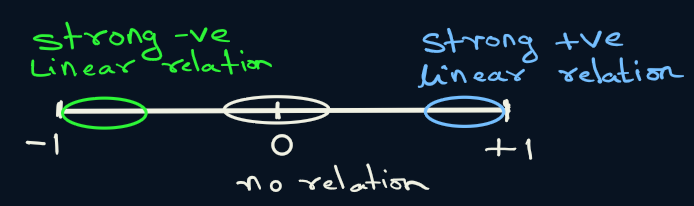 strong -ve
Linear relation
strong +ve
linear relation
-1
0
+1
no relation